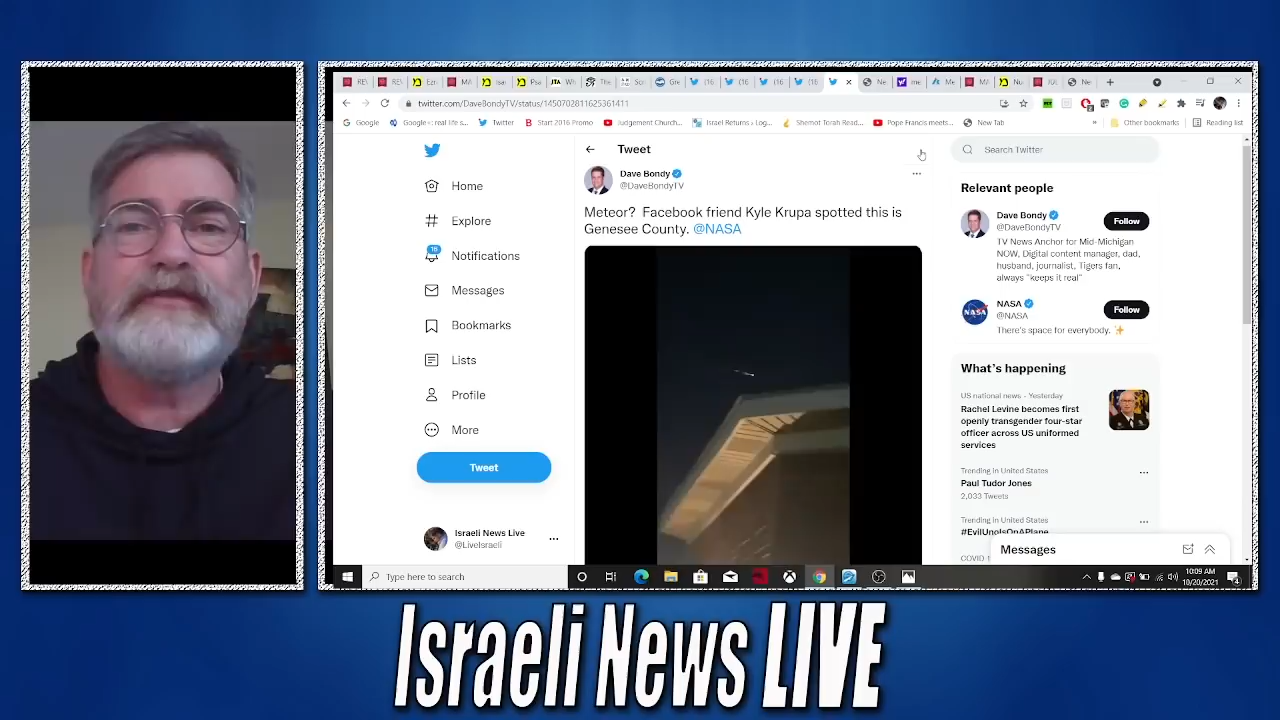 twitter.com/DaveBondyTV/status/1450702811625361411
Google
Twitter
Start 2016 Promo
Judgement Church...
Israel Returns › Log...
Shemot Torah Read...
Pope Francis meets...
New Tab
»
Other bookmarks
Reading list
Home
Explore
16
Notifications
Messages
Bookmarks
Lists
Profile
More
Tweet
Israeli News Live
@LiveIsraeli
Tweet
Dave Bondy
@DaveBondyTV
Meteor? Facebook friend Kyle Krupa spotted this is
Genesee County. @NASA
Search Twitter
Relevant people
Dave Bondy
@DaveBondyTV
Follow
TV News Anchor for Mid-Michigan
NOW, Digital content manager, dad,
husband, journalist, Tigers fan,
always "keeps it real"
NASA
NASA
@NASA
Follow
There's space for everybody. ✨
What's happening
US national news · Yesterday
Rachel Levine becomes first
openly transgender four-star
officer across US uniformed
services
Trending in United States
Paul Tudor Jones
2,033 Tweets
Trending in United States
#EvilUnisOnAPlane
Messages
Type here to search
10:09 AM
10/20/2021
Israeli News LIVE